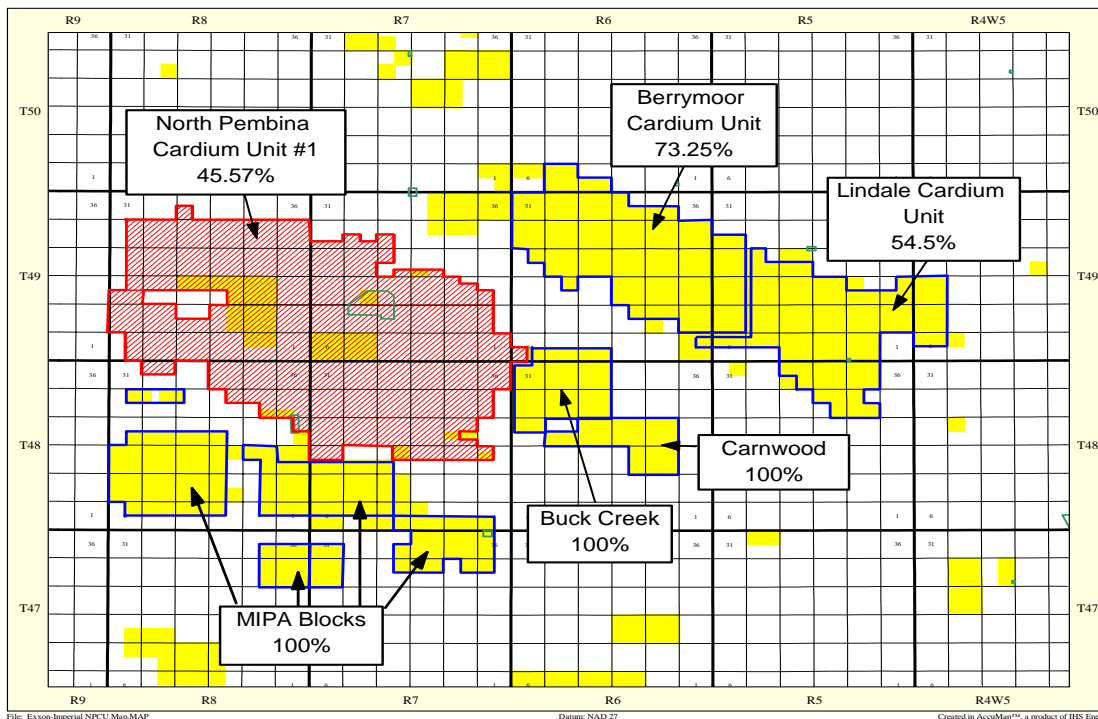 R9 R8 R7 R6 R5 R4W5
T50 T50
North Pembina
Cardium Unit #1
45.57%
Berrymoor
Cardium Unit
73.25%
Lindale Cardium
Unit
54.5%
T49 T49
T48 T48
Carnwood
100%
Buck Creek
100%
T47 T47
MIPA Blocks
100%
R9 R8 R7 R6 R5 R4W5
File: Exxon-Imperial NPCU Map.MAP Datum: NAD 27 Created in AccuMap™, a product of IHS Ene